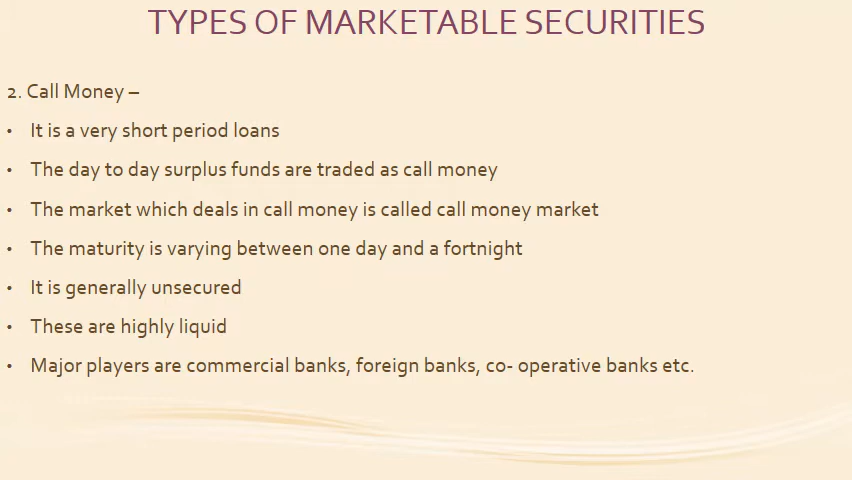 TYPES OF MARKETABLE SECURITIES
2. Call Money –
• It is a very short period loans
• The day to day surplus funds are traded as call money
• The market which deals in call money is called call money market
• The maturity is varying between one day and a fortnight
• It is generally unsecured
• These are highly liquid
• Major players are commercial banks, foreign banks, co- operative banks etc.